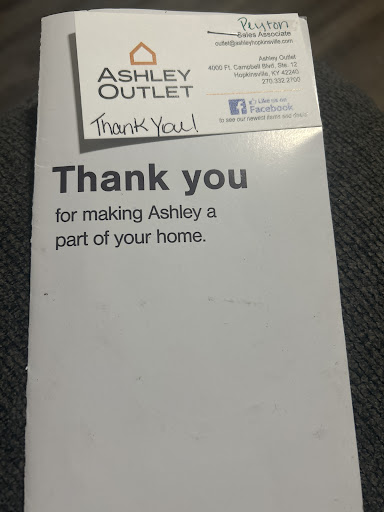 Peyton
Sales Associate
outlet@ashleyhopkinsville.com
ASHLEY
OUTLET
Ashley Outlet
4000 Ft. Campbell Blvd. Ste. 12
Hopkinsville, KY 42240
270.332.2700
f Like us on
Facebook
to see our newest items and deals!
Thank You!
Thank you
for making Ashley a
part of your home.